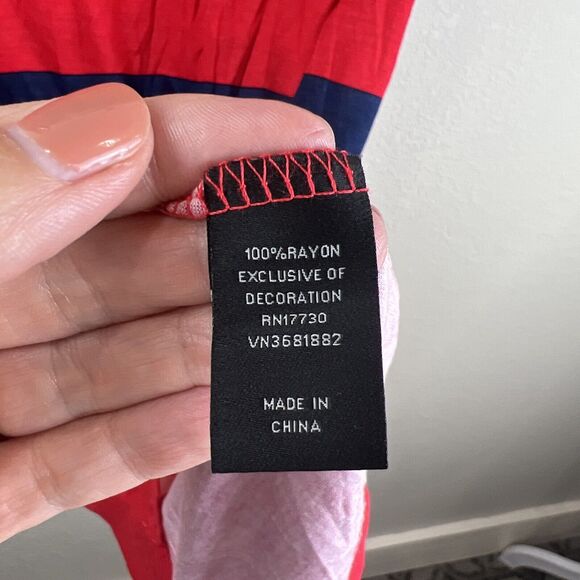 100%RAYON
EXCLUSIVE OF
DECORATION
RN17730
VN3681882
MADE IN
CHINA